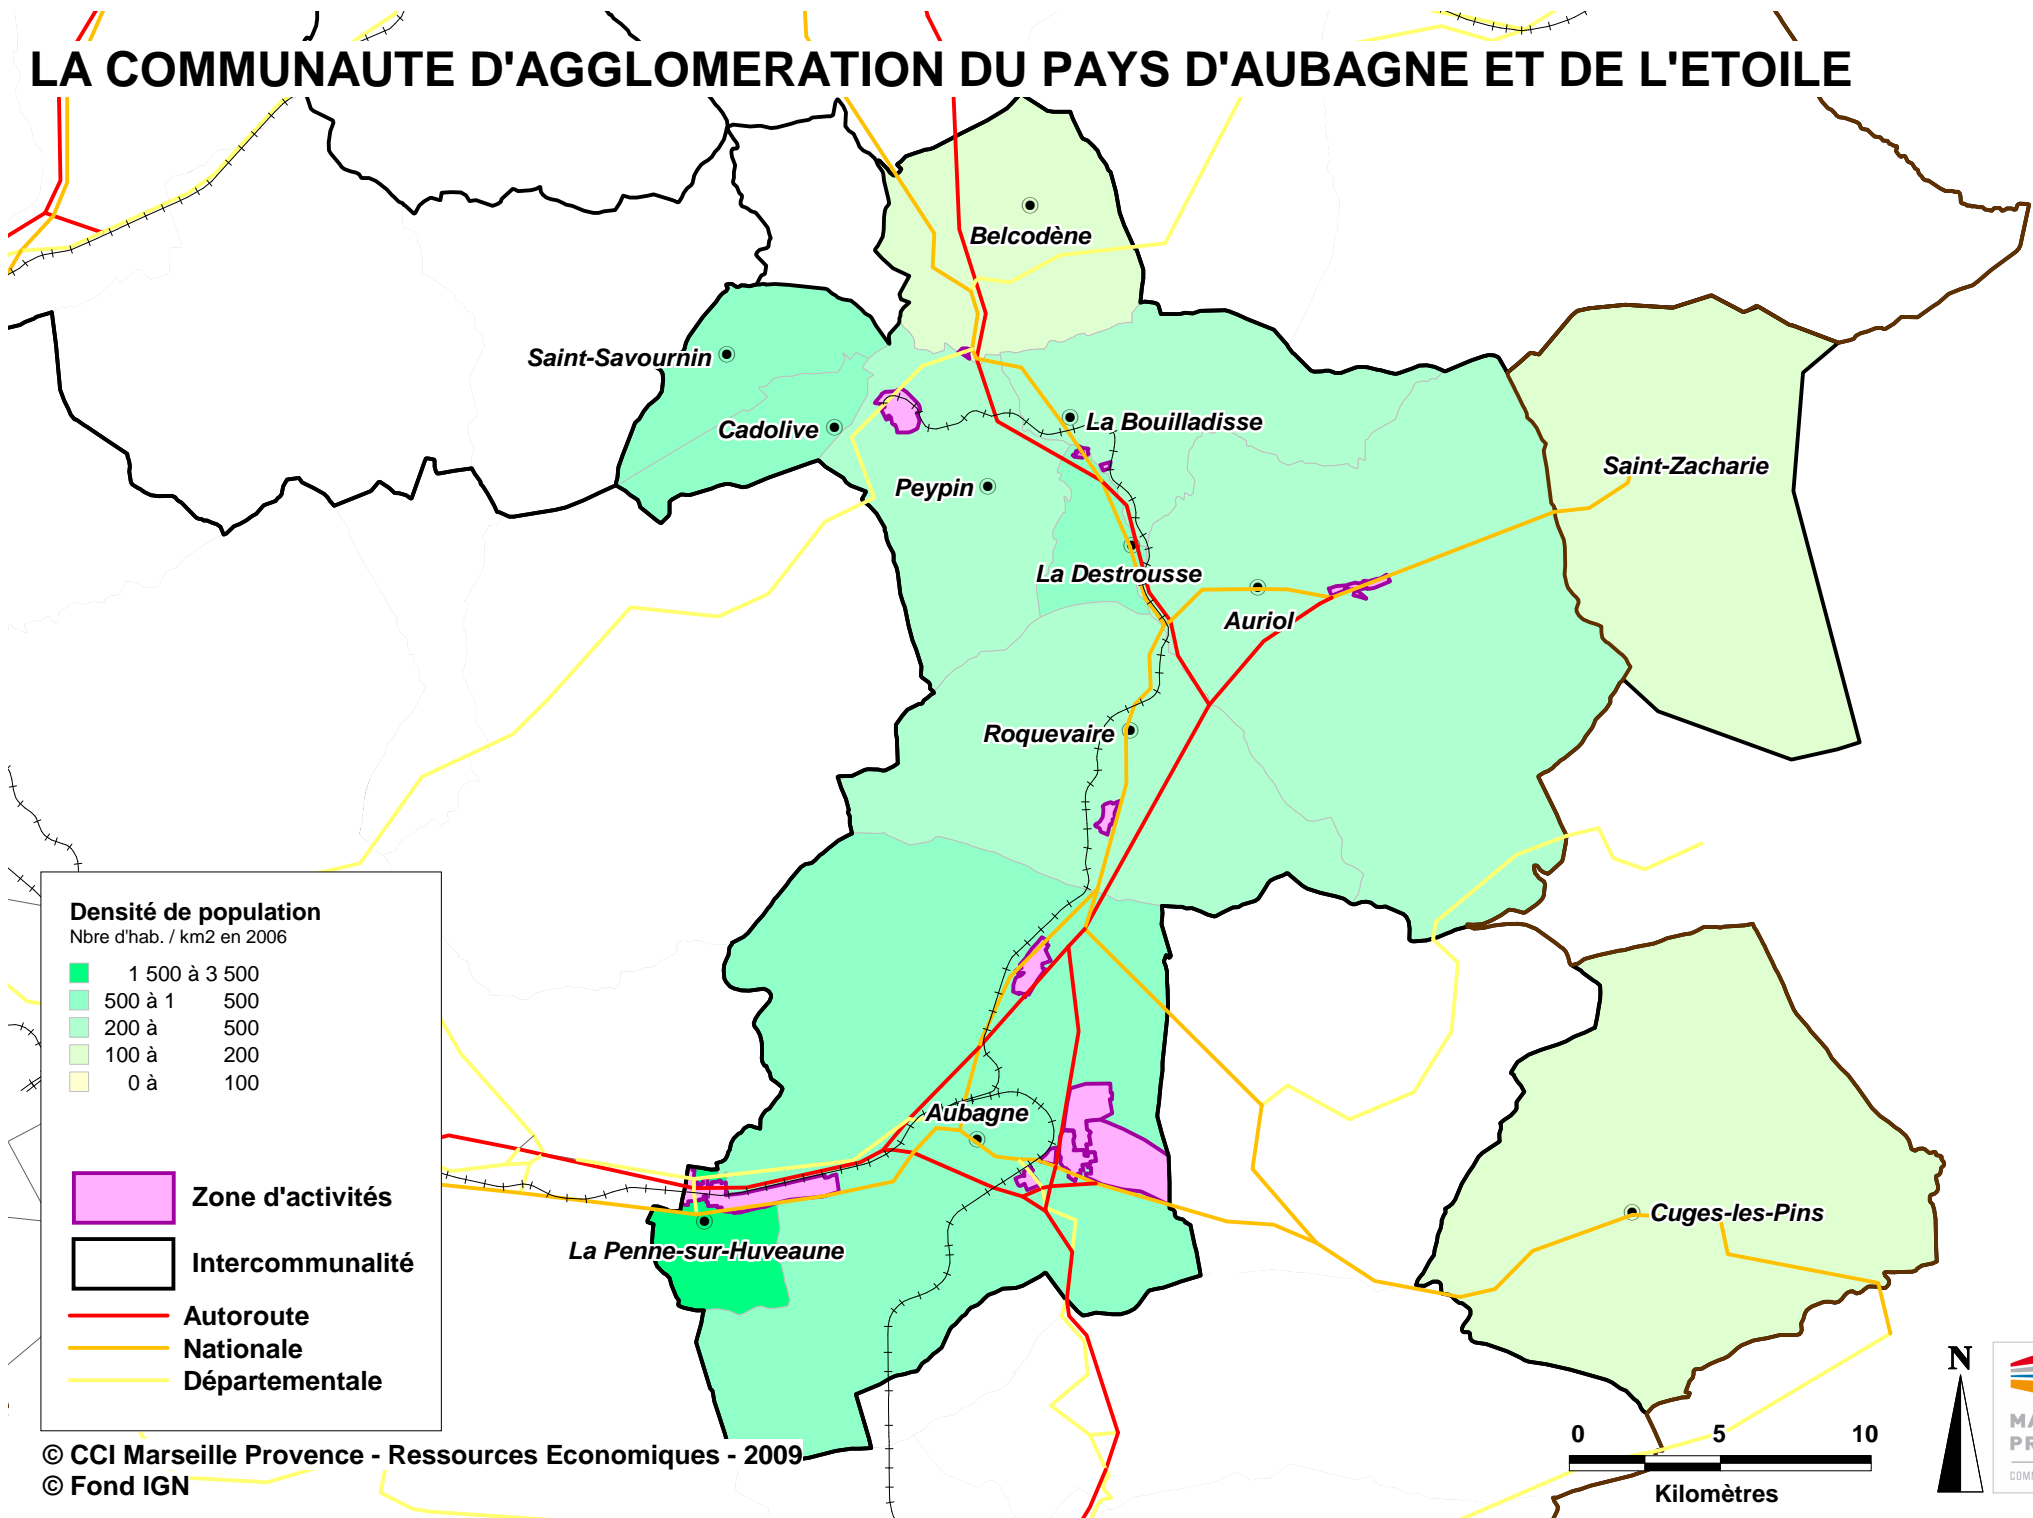 LA COMMUNAUTE D'AGGLOMERATION DU PAYS D'AUBAGNE ET DE L'ETOILE
Belcodène
Saint-Savournin
Cadolive
La Bouilladisse
Peypin
Saint-Zacharie
La Destrousse
Auriol
Roquevaire
Aubagne
La Penne-sur-Huveaune
Cuges-les-Pins
Densité de population
Nbre d'hab. / km2 en 2006
1 500 à 3 500
500 à 1 500
200 à 500
100 à 200
0 à 100
Zone d'activités
Intercommunalité
Autoroute
Nationale
Départementale
© CCI Marseille Provence - Ressources Economiques - 2009
© Fond IGN
0 5 10
Kilomètres
N